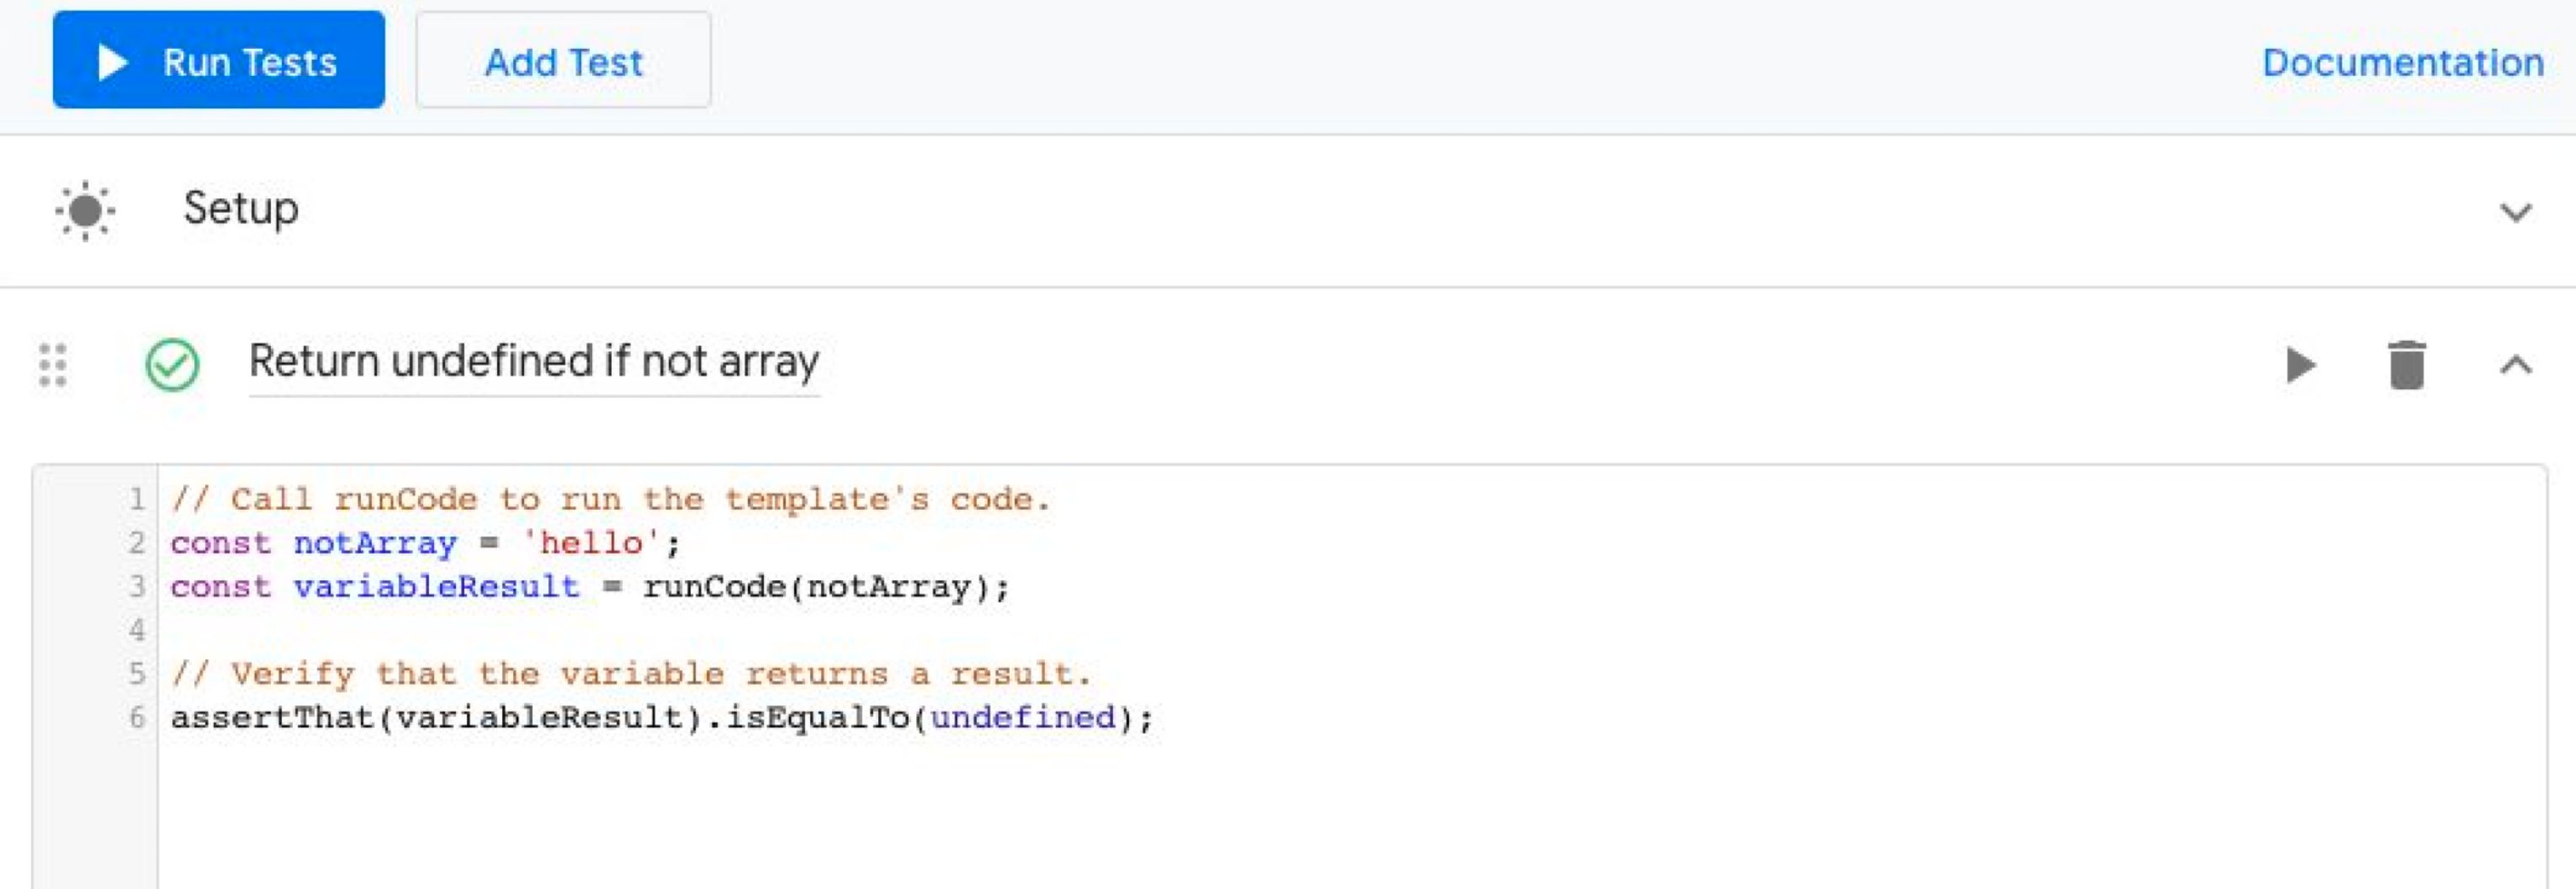 Run Tests
Add Test
Documentation
Setup
Return undefined if not array
1 // Call runCode to run the template's code.
2 const notArray = 'hello';
3 const variableResult = runCode(notArray);
4
5 // Verify that the variable returns a result.
6 assertThat(variableResult).isEqualTo(undefined);